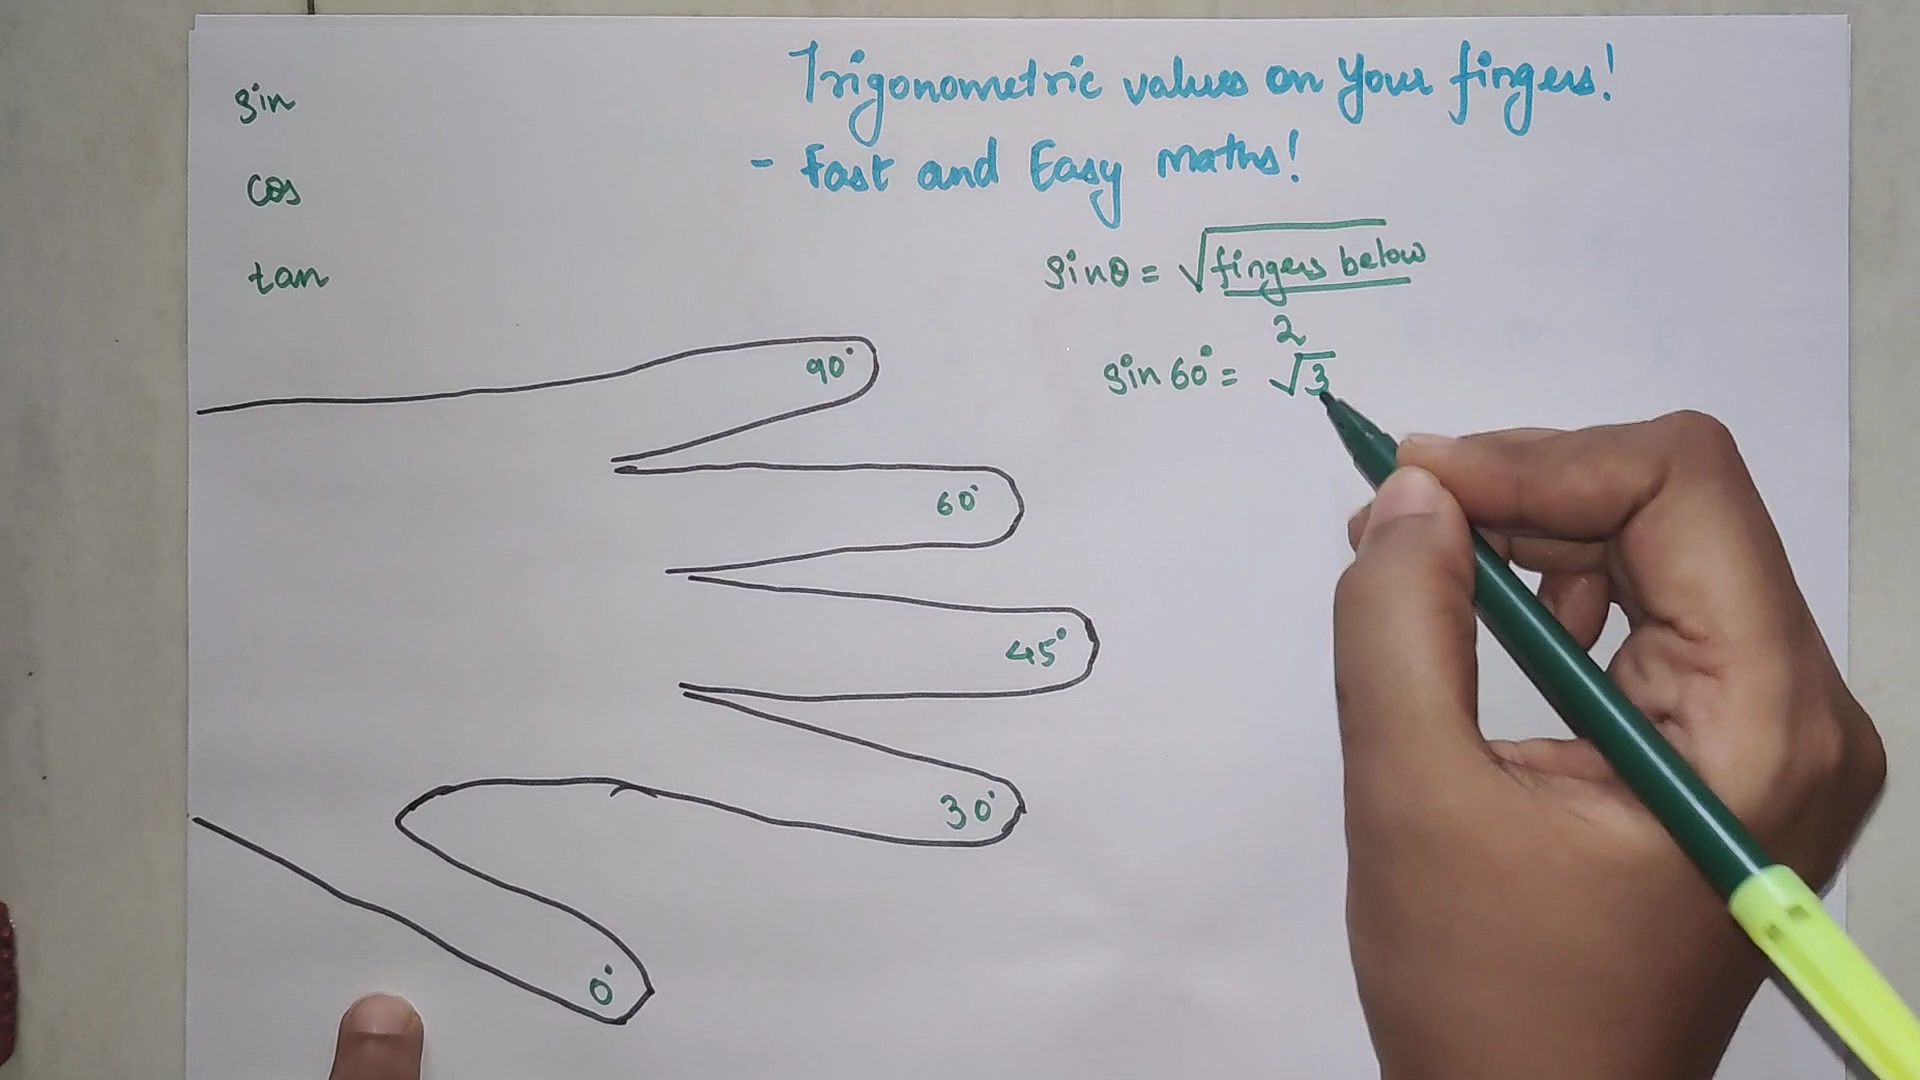 Trigonometric values on your fingers!
- Fast and Easy maths!
sin
cos
tan
sinθ = √fingers below
2
sin 60° = √3
90°
60°
45°
30°
0°